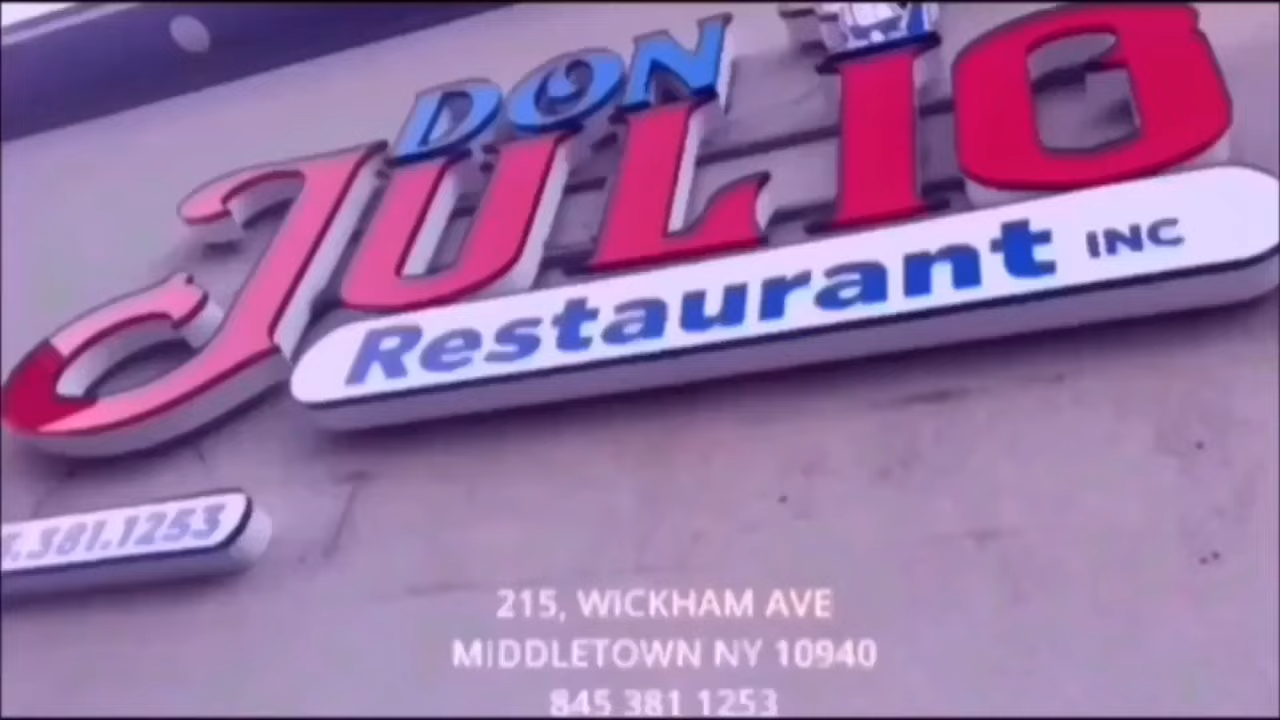 DON
JULIO
Restaurant INC
.381.1253
215, WICKHAM AVE
MIDDLETOWN NY 10940
845 381 1253